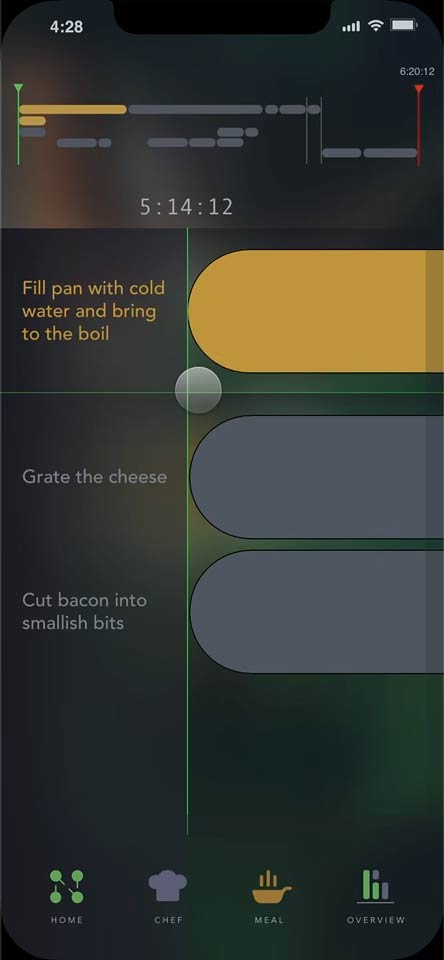 4:28
6:20:12
5:14:12
Fill pan with cold
water and bring
to the boil
Grate the cheese
Cut bacon into
smallish bits
HOME CHEF MEAL OVERVIEW